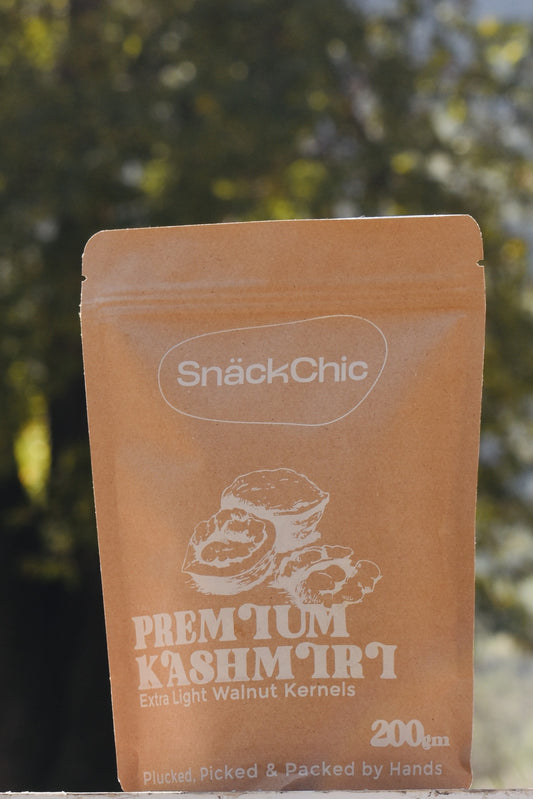 SnäckChic
PREMIUM
KASHMIRI
Extra Light Walnut Kernels
200gm
Plucked, Picked & Packed by Hands